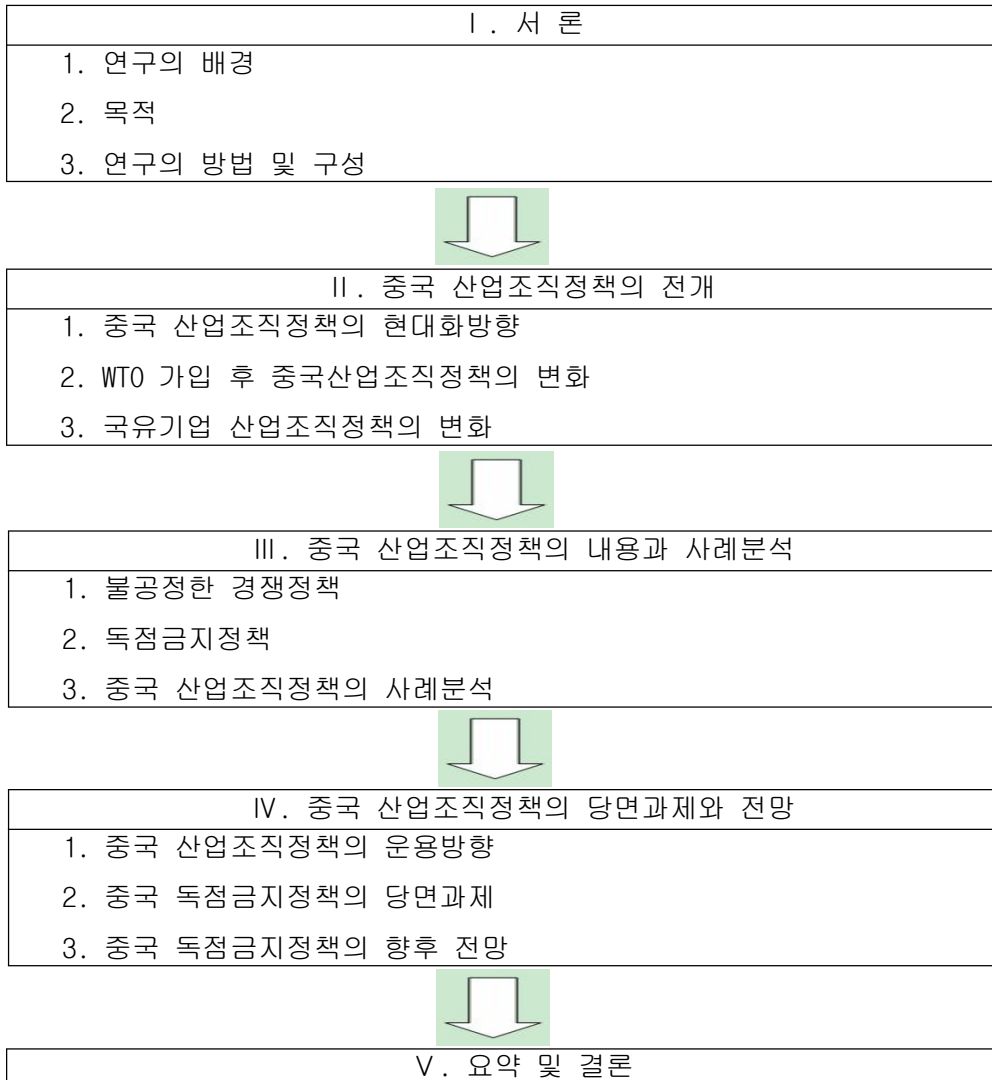 Ⅰ. 서 론
1. 연구의 배경
2. 목적
3. 연구의 방법 및 구성
Ⅱ. 중국 산업조직정책의 전개
1. 중국 산업조직정책의 현대화방향
2. WTO 가입 후 중국산업조직정책의 변화
3. 국유기업 산업조직정책의 변화
Ⅲ. 중국 산업조직정책의 내용과 사례분석
1. 불공정한 경쟁정책
2. 독점금지정책
3. 중국 산업조직정책의 사례분석
Ⅳ. 중국 산업조직정책의 당면과제와 전망
1. 중국 산업조직정책의 운용방향
2. 중국 독점금지정책의 당면과제
3. 중국 독점금지정책의 향후 전망
Ⅴ. 요약 및 결론